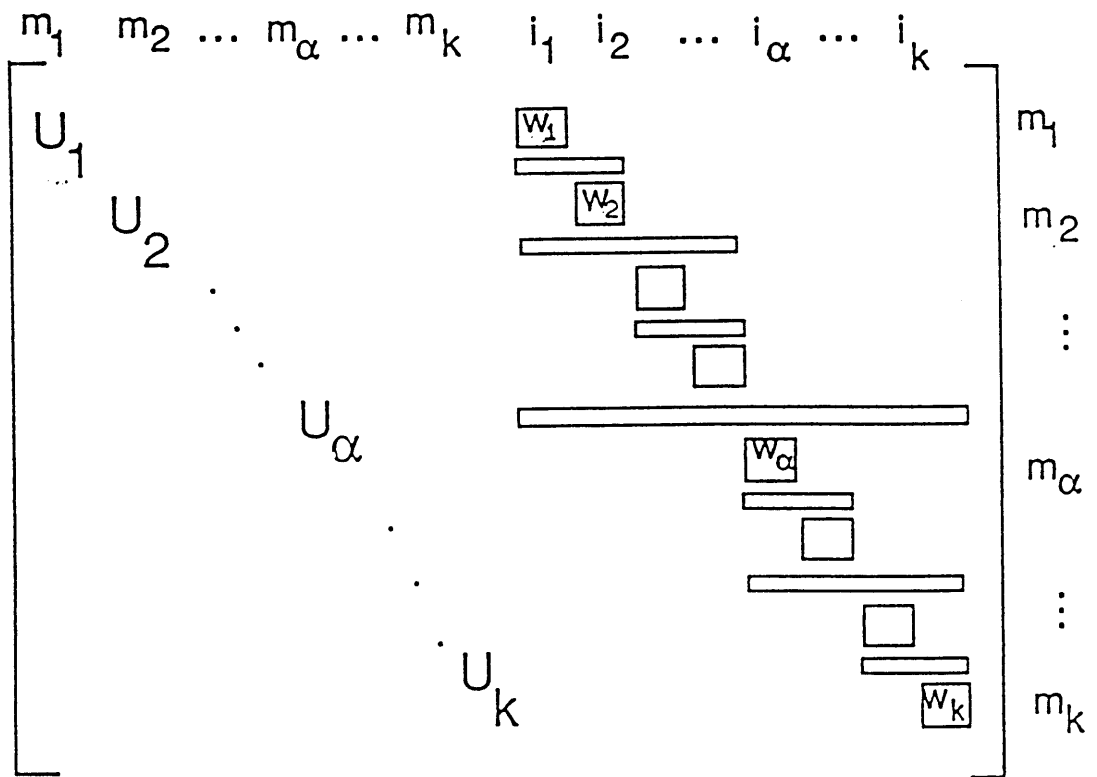 m₁ m₂ ... mα ... mₖ i₁ i₂ ... iα ... iₖ
U₁ W₁ m₁
U₂ W₂ m₂
⋮
Uα Wα mα
⋮
Uₖ Wₖ mₖ